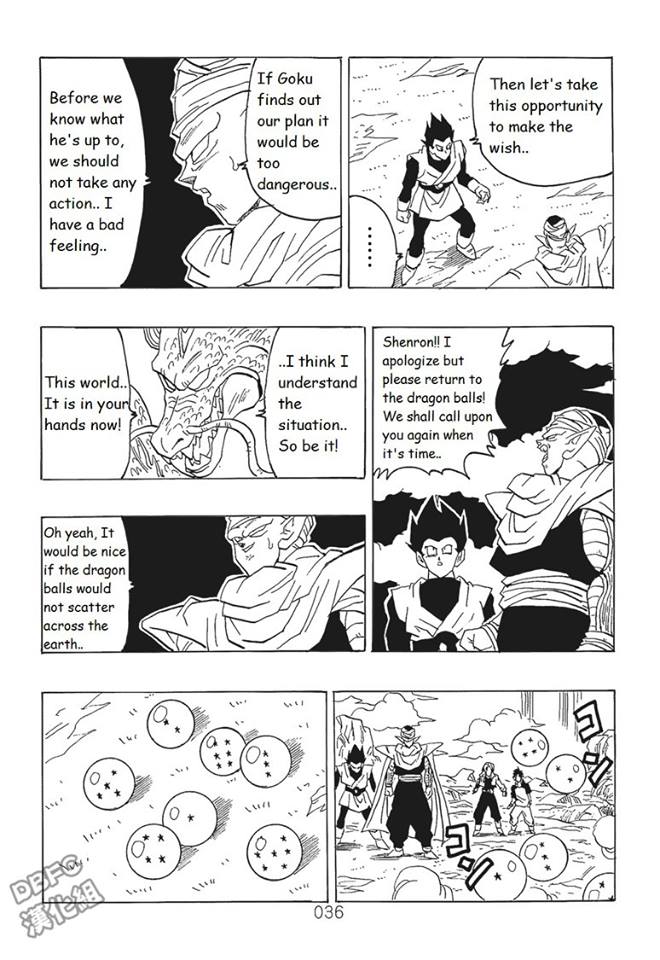 Then let's take
this opportunity
to make the
wish..
......
If Goku
finds out
our plan it
would be
too
dangerous..
Before we
know what
he's up to,
we should
not take any
action.. I
have a bad
feeling..
Shenron!! I
apologize but
please return to
the dragon balls!
We shall call upon
you again when
it's time..
..I think I
understand
the
situation..
So be it!
This world..
It is in your
hands now!
Oh yeah, It
would be nice
if the dragon
balls would
not scatter
across the
earth..
コン
コン
DBFC
漢化組
036